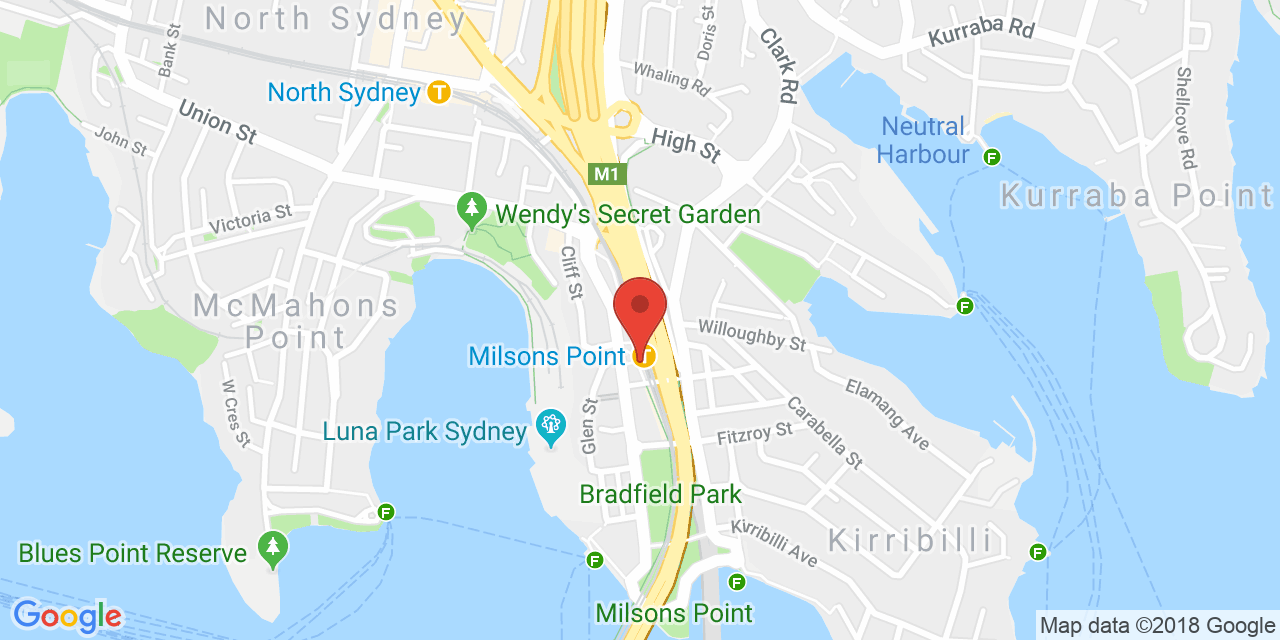 North Sydney
Bank St
Doris St
Kurraba Rd
Clark Rd
Whaling Rd
North Sydney T
Shellcove Rd
Union St
John St
High St
Neutral
Harbour
F
M1
Kurraba Point
Victoria St
Wendy's Secret Garden
Cliff St
McMahons
Point
F
Willoughby St
Milsons Point
W Cres St
Elamang Ave
Glen St
Carabella St
Luna Park Sydney
Fitzroy St
Bradfield Park
F
Kirribilli Ave
Kirribilli
Blues Point Reserve
F
F
F
Milsons Point
Google
Map data ©2018 Google